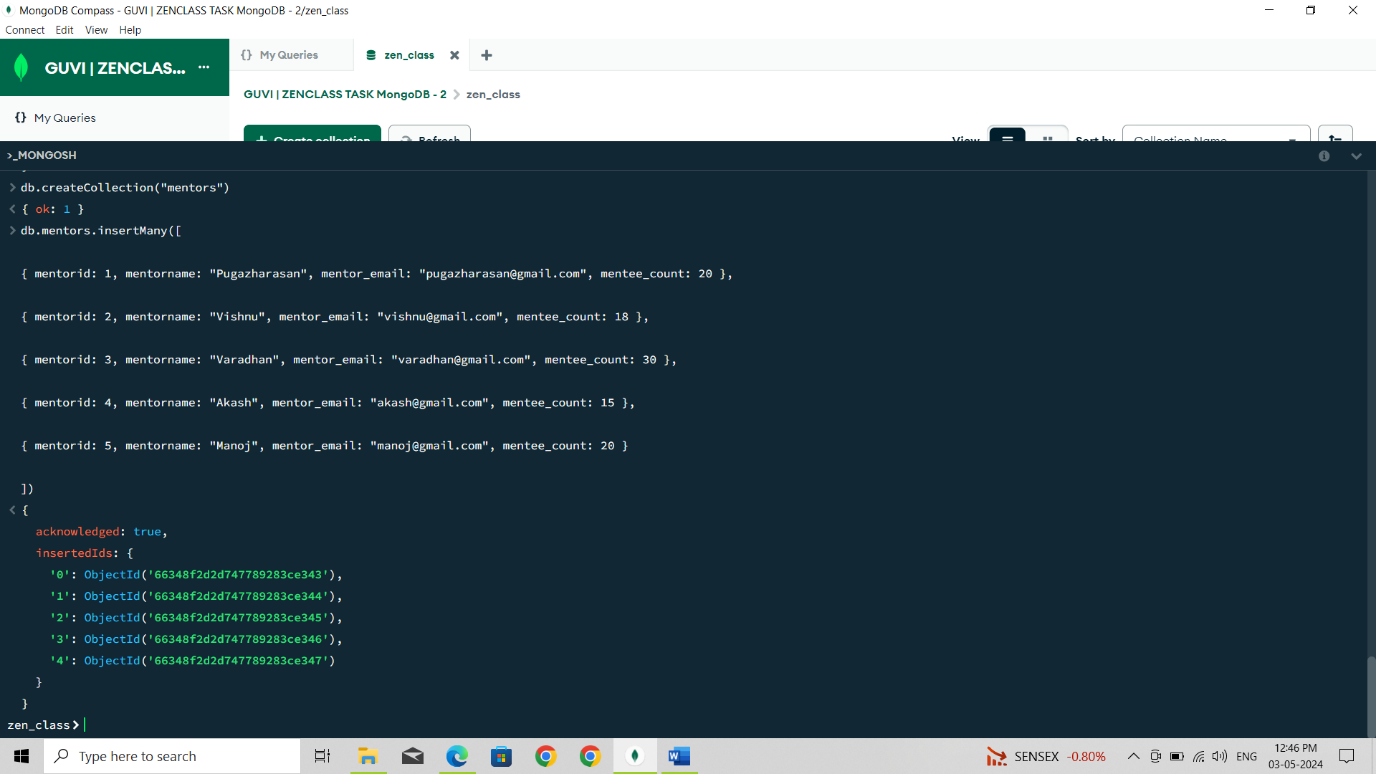 MongoDB Compass - GUVI | ZENCLASS TASK MongoDB - 2/zen_class
Connect Edit View Help
GUVI | ZENCLAS... ···
{} My Queries
zen_class
GUVI | ZENCLASS TASK MongoDB - 2 > zen_class
{} My Queries
+ Create collection
Refresh
View
Sort by
Collection Name
>_MONGOSH
> db.createCollection("mentors")
< { ok: 1 }
> db.mentors.insertMany([
{ mentorid: 1, mentorname: "Pugazharasan", mentor_email: "pugazharasan@gmail.com", mentee_count: 20 },
{ mentorid: 2, mentorname: "Vishnu", mentor_email: "vishnu@gmail.com", mentee_count: 18 },
{ mentorid: 3, mentorname: "Varadhan", mentor_email: "varadhan@gmail.com", mentee_count: 30 },
{ mentorid: 4, mentorname: "Akash", mentor_email: "akash@gmail.com", mentee_count: 15 },
{ mentorid: 5, mentorname: "Manoj", mentor_email: "manoj@gmail.com", mentee_count: 20 }
])
< {
acknowledged: true,
insertedIds: {
'0': ObjectId('66348f2d2d747789283ce343'),
'1': ObjectId('66348f2d2d747789283ce344'),
'2': ObjectId('66348f2d2d747789283ce345'),
'3': ObjectId('66348f2d2d747789283ce346'),
'4': ObjectId('66348f2d2d747789283ce347')
}
}
zen_class>
Type here to search
SENSEX -0.80%
ENG
12:46 PM
03-05-2024